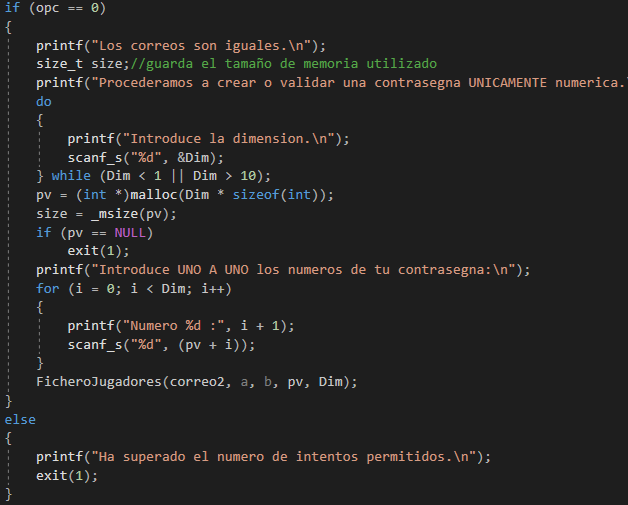 if (opc == 0)
{
printf("Los correos son iguales.\n");
size_t size;//guarda el tamaño de memoria utilizado
printf("Procederamos a crear o validar una contrasegna UNICAMENTE numerica.
do
{
printf("Introduce la dimension.\n");
scanf_s("%d", &Dim);
} while (Dim < 1 || Dim > 10);
pv = (int *)malloc(Dim * sizeof(int));
size = _msize(pv);
if (pv == NULL)
exit(1);
printf("Introduce UNO A UNO los numeros de tu contrasegna:\n");
for (i = 0; i < Dim; i++)
{
printf("Numero %d :", i + 1);
scanf_s("%d", (pv + i));
}
FicheroJugadores(correo2, a, b, pv, Dim);
}
else
{
printf("Ha superado el numero de intentos permitidos.\n");
exit(1);
}